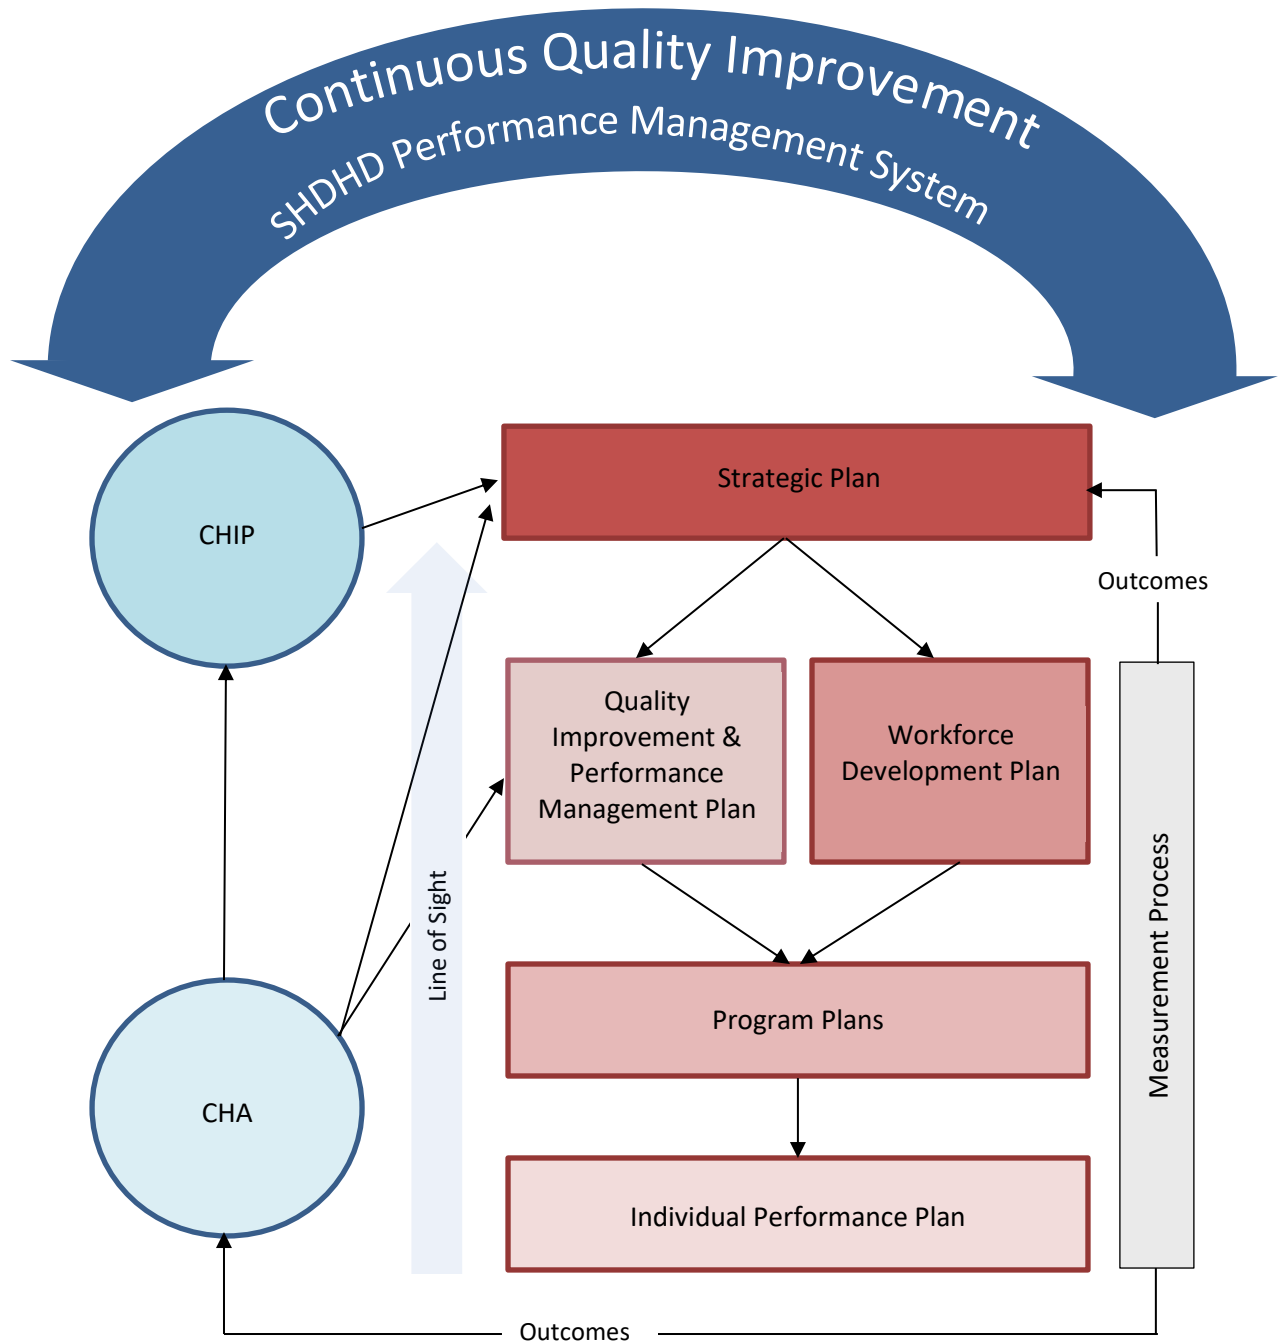 Continuous Quality Improvement
SHDHD Performance Management System
CHIP
Strategic Plan
Outcomes
Quality
Improvement &
Performance
Management Plan
Workforce
Development Plan
Line of Sight
Measurement Process
Program Plans
CHA
Individual Performance Plan
Outcomes